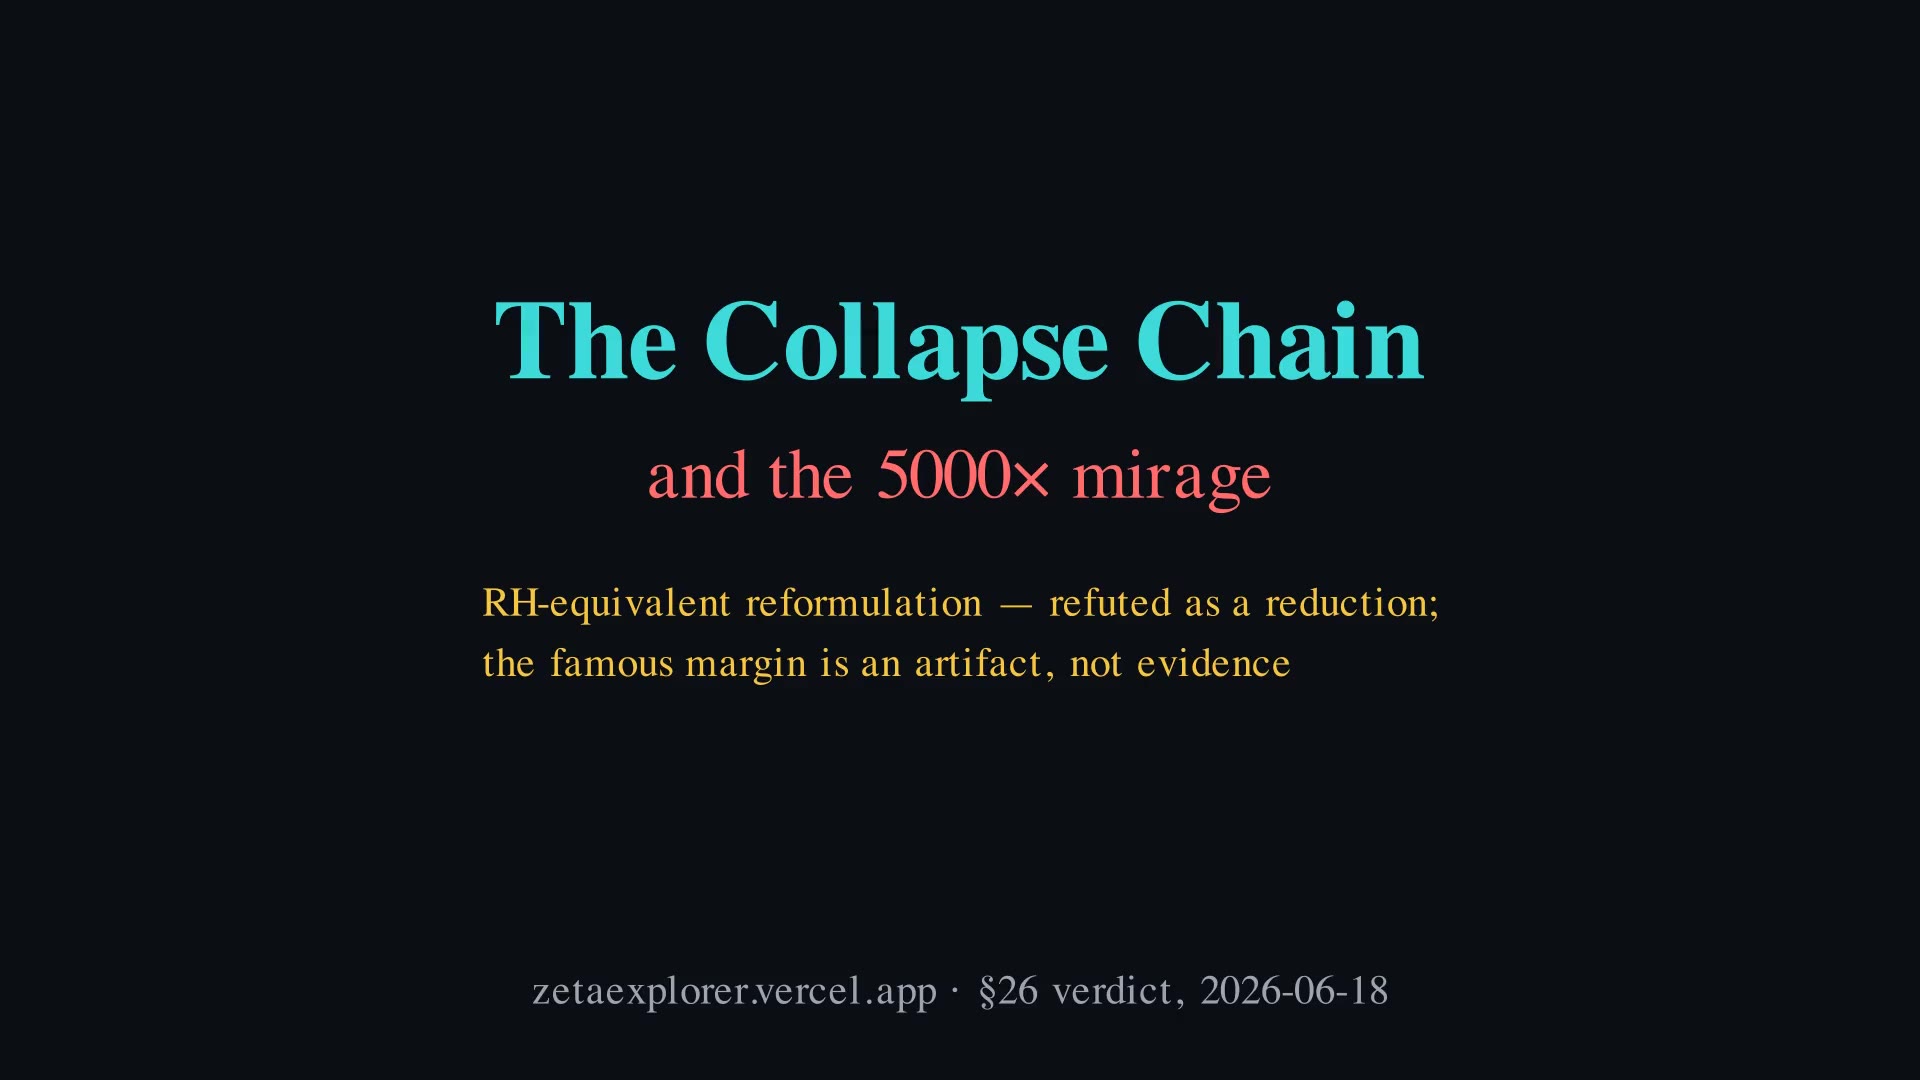 The Collapse Chain
and the 5000× mirage
RH-equivalent reformulation — refuted as a reduction;
the famous margin is an artifact, not evidence
zetaexplorer.vercel.app · §26 verdict, 2026-06-18